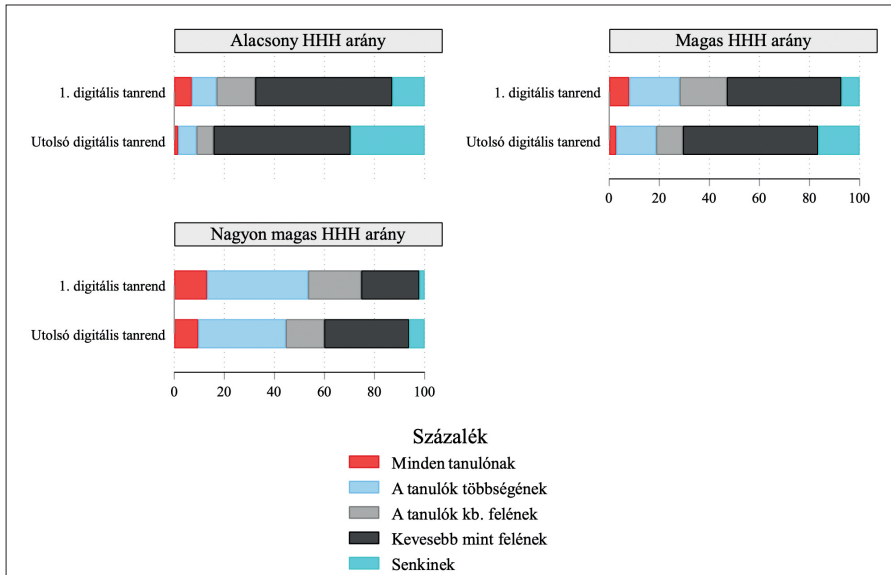 Alacsony HHH arány
1. digitális tanrend
Utolsó digitális tanrend
Magas HHH arány
1. digitális tanrend
Utolsó digitális tanrend
0 20 40 60 80 100
Nagyon magas HHH arány
1. digitális tanrend
Utolsó digitális tanrend
0 20 40 60 80 100
Százalék
Minden tanulónak
A tanulók többségének
A tanulók kb. felének
Kevesebb mint felének
Senkinek